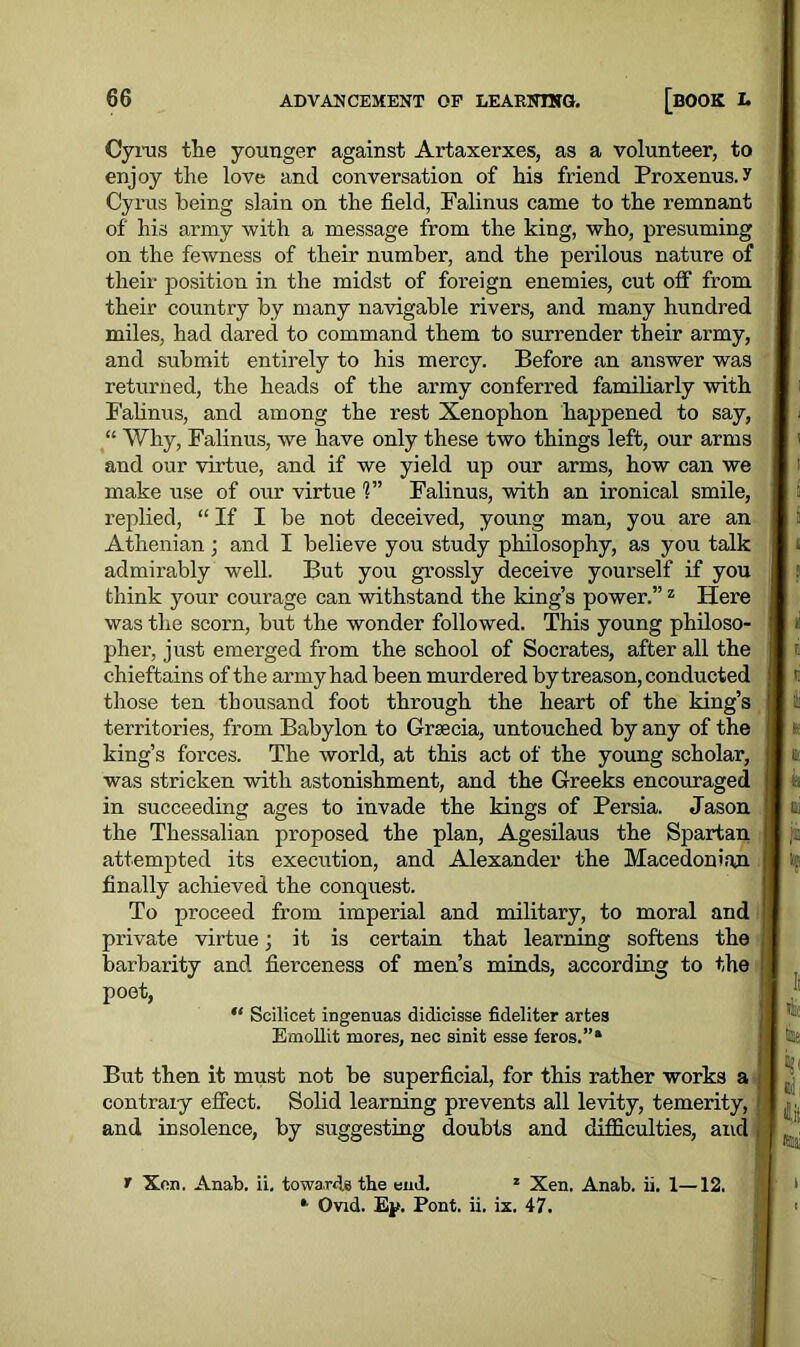 66 ADVANCEMENT OF LEARNING. [BOOK I.
Cyrus the younger against Artaxerxes, as a volunteer, to
enjoy the love and conversation of his friend Proxenus.y
Cyrus being slain on the field, Falinus came to the remnant
of his army with a message from the king, who, presuming
on the fewness of their number, and the perilous nature of
their position in the midst of foreign enemies, cut off from
their country by many navigable rivers, and many hundred
miles, had dared to command them to surrender their army,
and submit entirely to his mercy. Before an answer was
returned, the heads of the army conferred familiarly with
Falinus, and among the rest Xenophon happened to say,
“ Why, Falinus, we have only these two things left, our arms
and our virtue, and if we yield up our arms, how can we
make use of our virtue ?” Falinus, with an ironical smile,
replied, “ If I be not deceived, young man, you are an
Athenian ; and I believe you study philosophy, as you talk
admirably well. But you grossly deceive yourself if you
think your courage can withstand the king’s power.” z Here
was the scorn, but the wonder followed. This young philoso-
pher, just emerged from the school of Socrates, after all the
chieftains of the army had been murdered by treason, conducted
those ten thousand foot through the heart of the king’s
territories, from Babylon to Græcia, untouched by any of the
king’s forces. The world, at this act of the young scholar,
was stricken with astonishment, and the Greeks encouraged
in succeeding ages to invade the kings of Persia. Jason
the Thessalian proposed the plan, Agesilaus the Spartan
attempted its execution, and Alexander the Macedonian
finally achieved the conquest.
To proceed from imperial and military, to moral and
private virtue; it is certain that learning softens the
barbarity and fierceness of men’s minds, according to the
poet,
“ Scilicet ingenuas didicisse fideliter artes
Emollit mores, nec sinit esse feros.”a
But then it must not be superficial, for this rather works a
contrary effect. Solid learning prevents all levity, temerity,
and insolence, by suggesting doubts and difficulties, and
y Xen. Anab. ii. towards the end. z Xen. Anab. ii. 1—12.
a Ovid. Ep. Pont. ii. ix. 47.